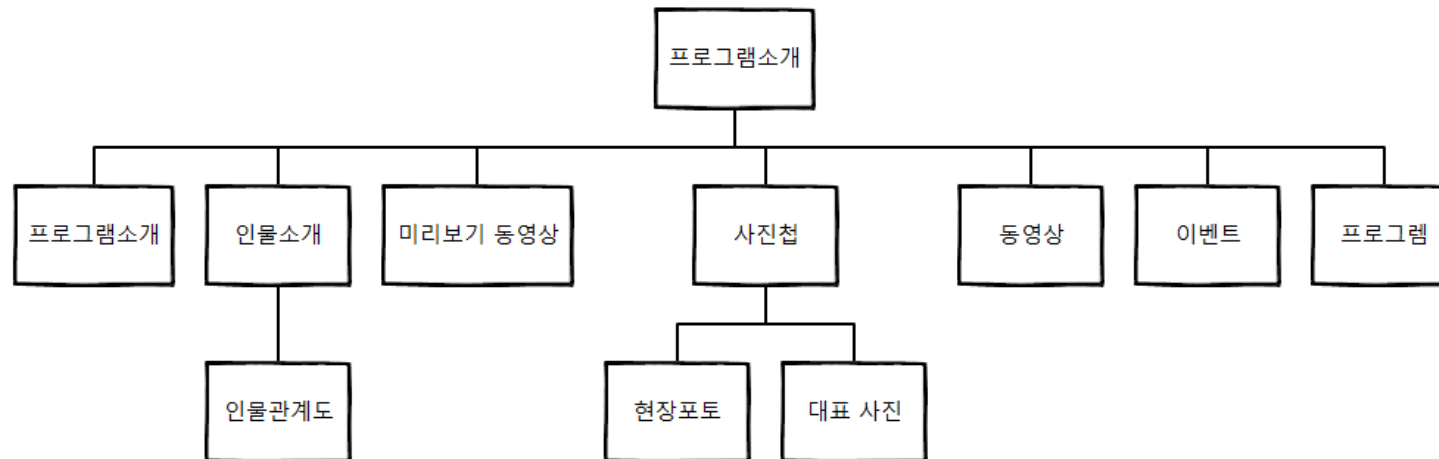 프로그램소개
프로그램소개
인물소개
미리보기 동영상
사진첩
동영상
이벤트
프로그렘
인물관계도
현장포토
대표 사진